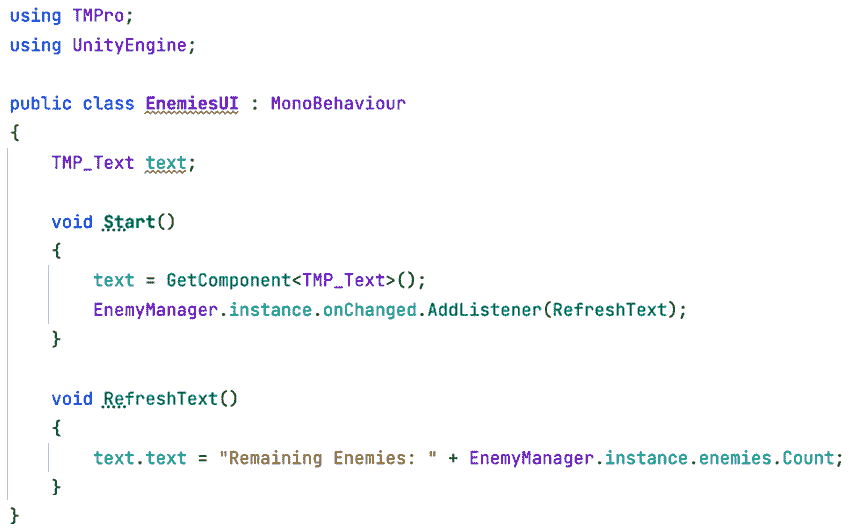 using TMPro;
using UnityEngine;
public class EnemiesUI : MonoBehaviour
{
TMP_Text text;
void Start()
{
text = GetComponent<TMP_Text>();
EnemyManager.instance.onChanged.AddListener(RefreshText);
}
void RefreshText()
{
text.text = "Remaining Enemies: " + EnemyManager.instance.enemies.Count;
}
}